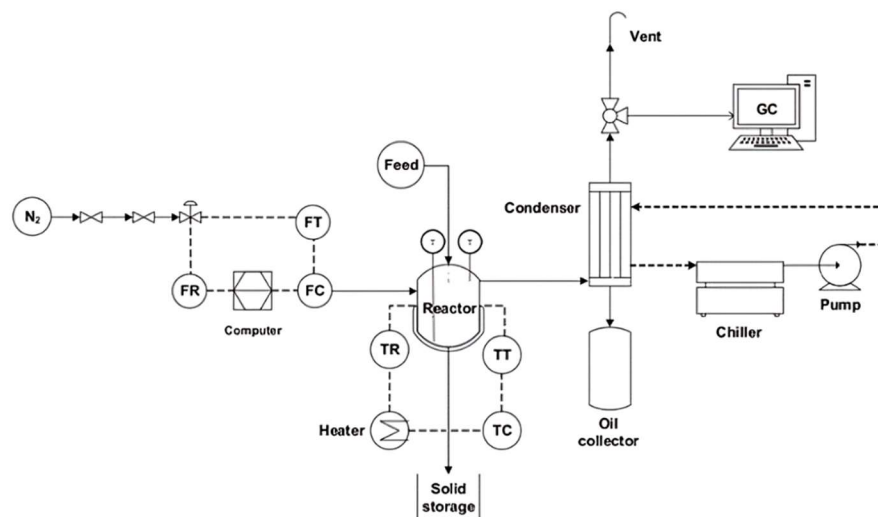 Vent
GC
Feed
N₂
FT
Condenser
T
T
FR
Computer
FC
Reactor
Chiller
Pump
TR
TT
Heater
TC
Oil
collector
Solid
storage